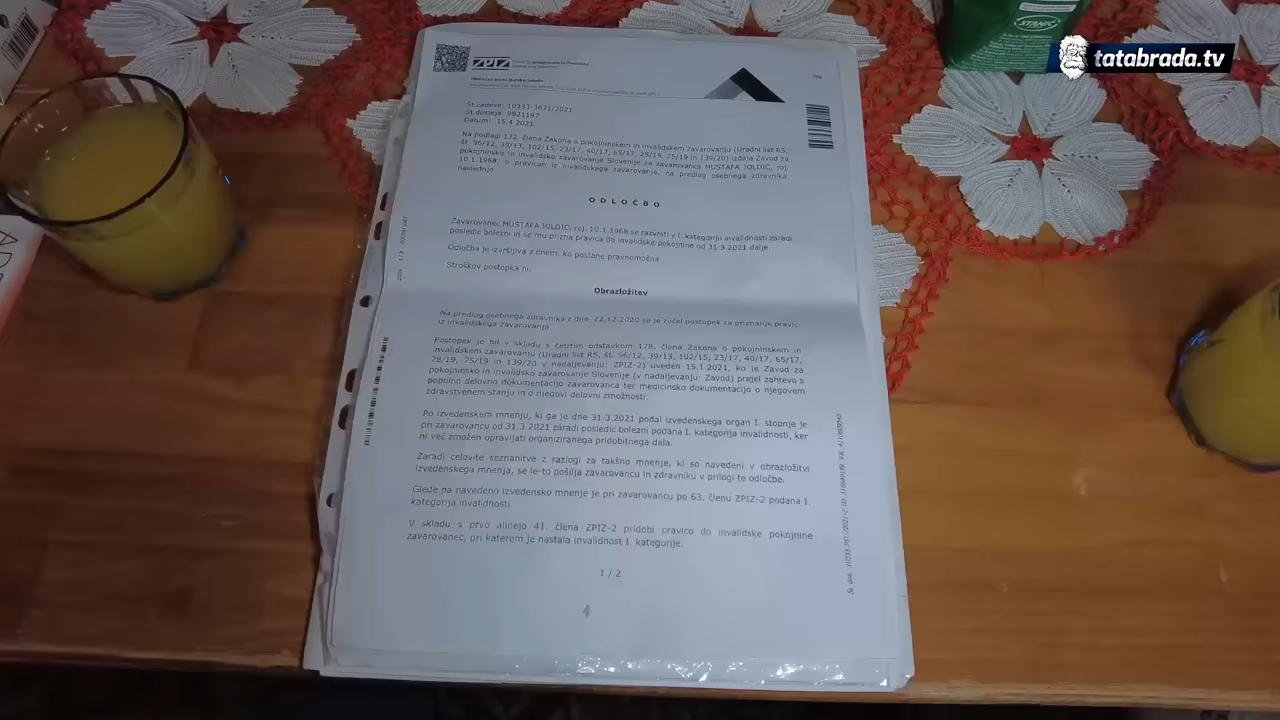 STANIĆ
tatabrada.tv
ZPIZ
Št.zadeve: 10333-3671/2021
Št.dosjeja: 9821197
Datum: 15.4.2021
Na podlagi 172. člena Zakona o pokojninskem in invalidskem zavarovanju (Uradni list RS,
št. 96/12, 39/13, 102/15, 23/17, 40/17, 65/17, 28/19, 75/19 in 139/20) izdaja Zavod za
pokojninsko in invalidsko zavarovanje Slovenije za zavarovanca MUSTAFA JOLDIĆ, roj.
10.1.1968, o pravicah iz invalidskega zavarovanja, na predlog osebnega zdravnika,
naslednjo
ODLOČBO
Zavarovanec MUSTAFA JOLDIĆ, roj. 10.1.1968 se razvrsti v I. kategorijo invalidnosti zaradi
posledic bolezni in se mu prizna pravica do invalidske pokojnine od 31.3.2021 dalje
Odločba je izvršljiva z dnem, ko postane pravnomočna
Stroškov postopka ni.
Obrazložitev
Na predlog osebnega zdravnika z dne 22.12.2020 se je začel postopek za priznanje pravic
iz invalidskega zavarovanja.
Postopek je bil v skladu s četrtim odstavkom 178. člena Zakona o pokojninskem in
invalidskem zavarovanju (Uradni list RS, št. 96/12, 39/13, 102/15, 23/17, 40/17, 65/17,
28/19, 75/19 in 139/20 v nadaljevanju: ZPIZ-2) uveden 15.1.2021, ko je Zavod za
pokojninsko in invalidsko zavarovanje Slovenije (v nadaljevanju: Zavod) prejel zahtevo s
popolno delovno dokumentacijo zavarovanca ter medicinsko dokumentacijo o njegovem
zdravstvenem stanju in o njegovi delovni zmožnosti.
Po izvedenskem mnenju, ki ga je dne 31.3.2021 podal izvedenskega organ I. stopnje je
pri zavarovancu od 31.3.2021 zaradi posledic bolezni podana I. kategorija invalidnosti, ker
ni več zmožen opravljati organiziranega pridobitnega dela.
Zaradi celovite seznanitve z razlogi za takšno mnenje, ki so navedeni v obrazložitvi
izvedenskega mnenja, se le-to pošilja zavarovancu in zdravniku v prilogi te odločbe.
Glede na navedeno izvedensko mnenje je pri zavarovancu po 63. členu ZPIZ-2 podana I.
kategorija invalidnosti.
V skladu s prvo alinejo 41. člena ZPIZ-2 pridobi pravico do invalidske pokojnine
zavarovanec, pri katerem je nastala invalidnost I. kategorije.
1 / 2